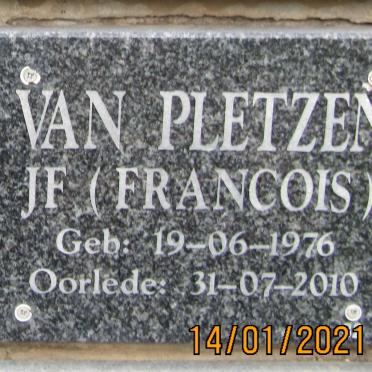 VAN PLETZEN
JF (FRANCOIS)
Geb: 19-06-1976
Oorlede: 31-07-2010
14/01/2021